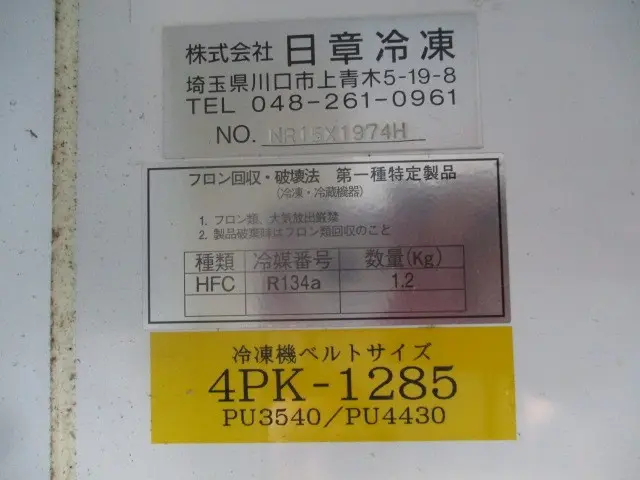 株式会社 日章冷凍
埼玉県川口市上青木5-19-8
TEL 048-261-0961
NO. NR15X1974H
フロン回収・破壊法 第一種特定製品
(冷凍・冷蔵機器)
1. フロン類、大気放出厳禁
2. 製品破棄時はフロン類回収のこと
種類 冷媒番号 数量(Kg)
HFC R134a 1.2
冷凍機ベルトサイズ
4PK-1285
PU3540/PU4430